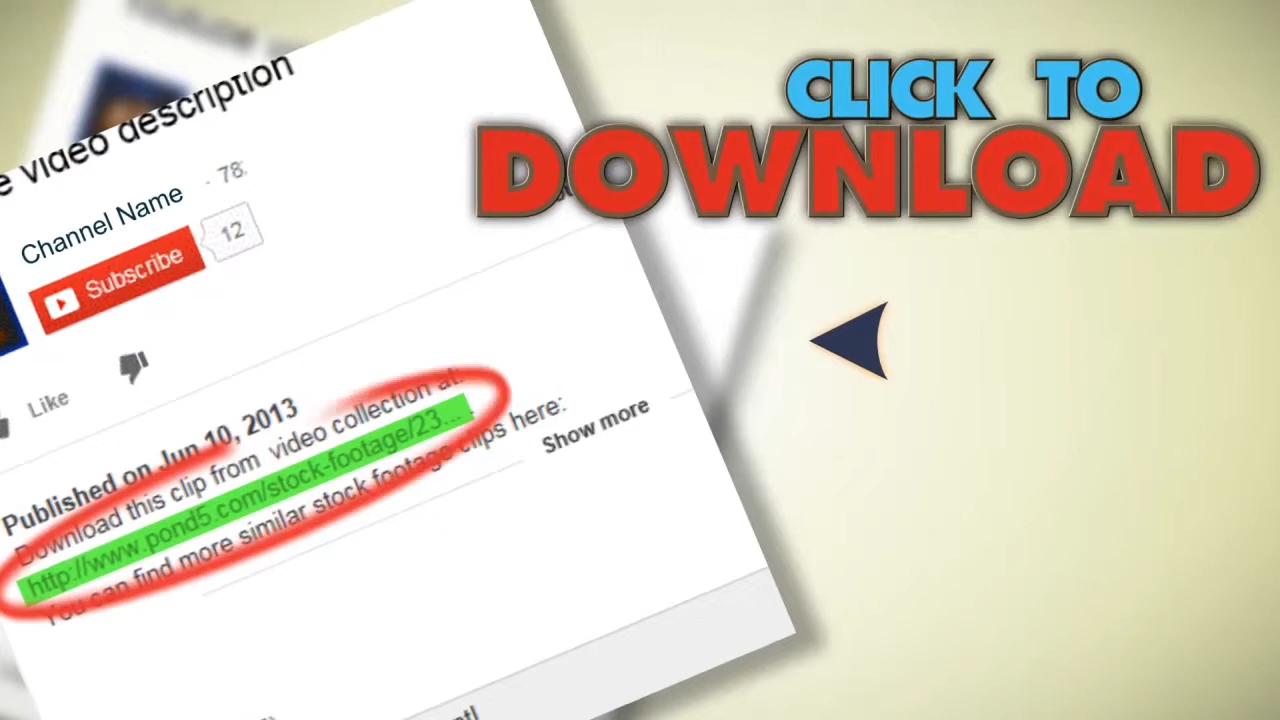 CLICK TO
DOWNLOAD
video description
Channel Name
78
Subscribe
12
Like
Published on Jun 10, 2013
Download this clip from video collection at:
http://www.pond5.com/stock-footage/23...
You can find more similar stock footage clips here:
Show more